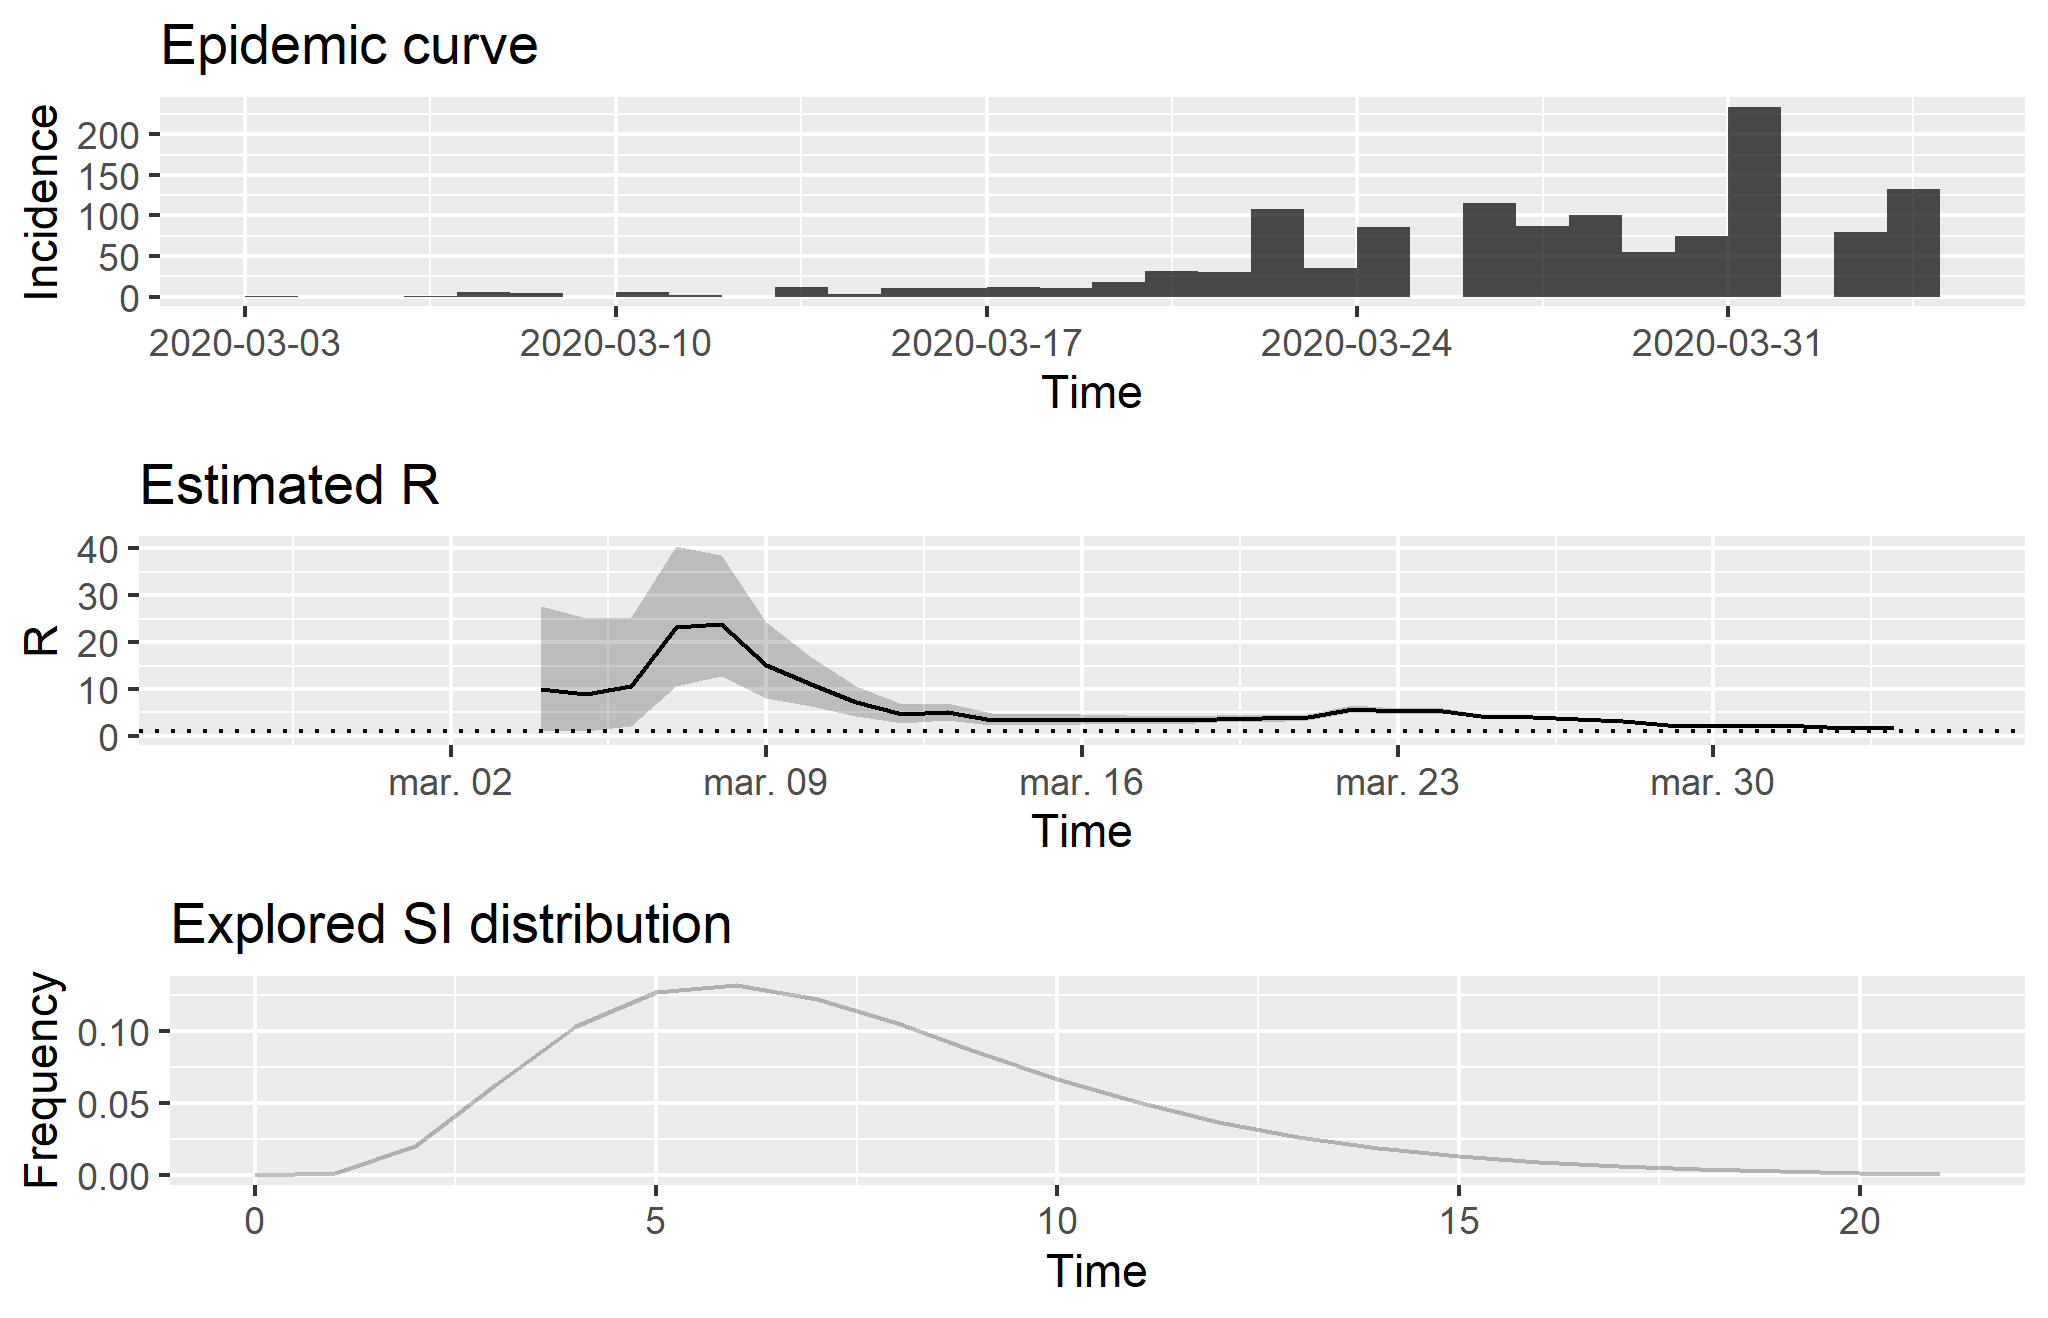 Epidemic curve
Incidence
200
150
100
50
0
2020-03-03 2020-03-10 2020-03-17 2020-03-24 2020-03-31
Time
Estimated R
R
40
30
20
10
0
mar. 02 mar. 09 mar. 16 mar. 23 mar. 30
Time
Explored SI distribution
Frequency
0.10
0.05
0.00
0 5 10 15 20
Time